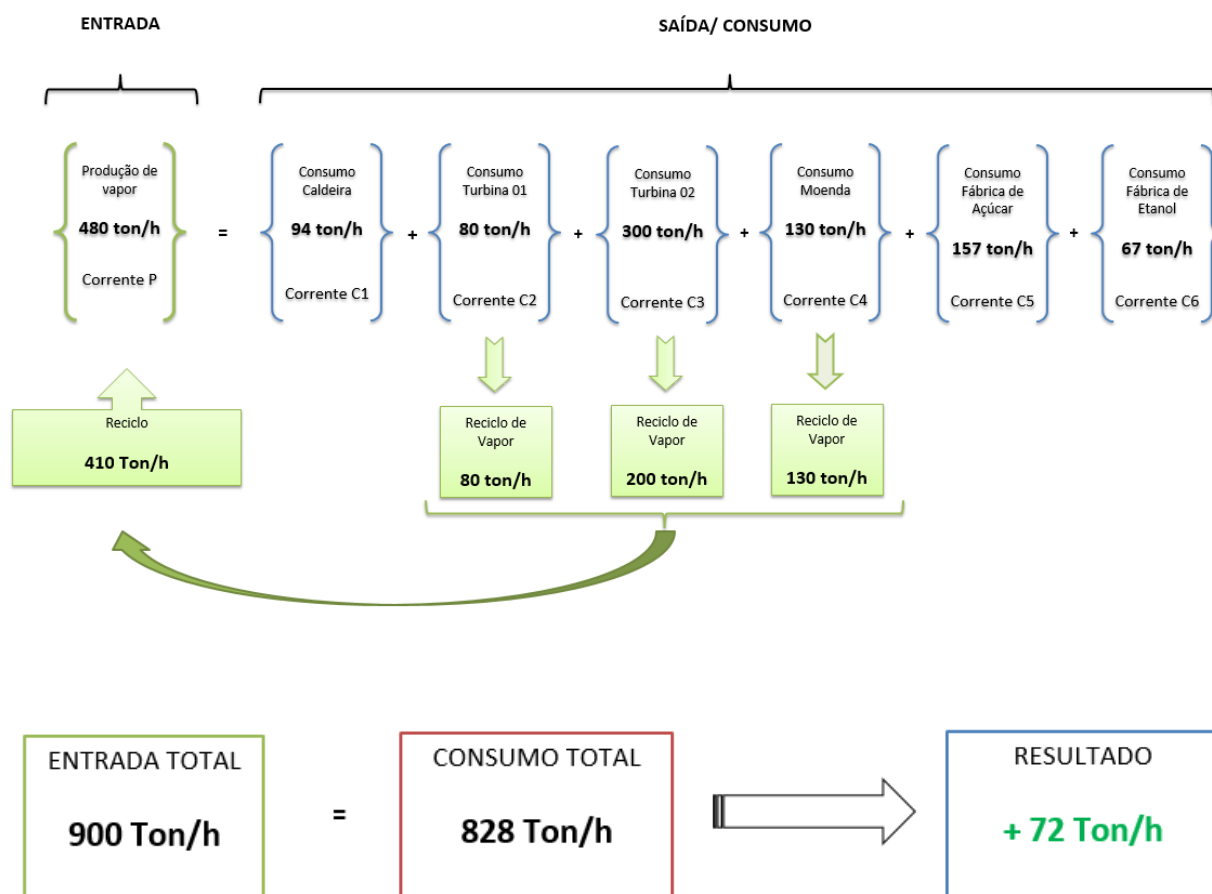 ENTRADA
SAÍDA/ CONSUMO
Produção de
vapor
480 ton/h
Corrente P
=
Consumo
Caldeira
94 ton/h
Corrente C1
+
Consumo
Turbina 01
80 ton/h
Corrente C2
+
Consumo
Turbina 02
300 ton/h
Corrente C3
+
Consumo
Moenda
130 ton/h
Corrente C4
+
Consumo
Fábrica de
Açúcar
157 ton/h
Corrente C5
+
Consumo
Fábrica de
Etanol
67 ton/h
Corrente C6
Reciclo
410 Ton/h
Reciclo de
Vapor
80 ton/h
Reciclo de
Vapor
200 ton/h
Reciclo de
Vapor
130 ton/h
ENTRADA TOTAL
900 Ton/h
=
CONSUMO TOTAL
828 Ton/h
RESULTADO
+ 72 Ton/h